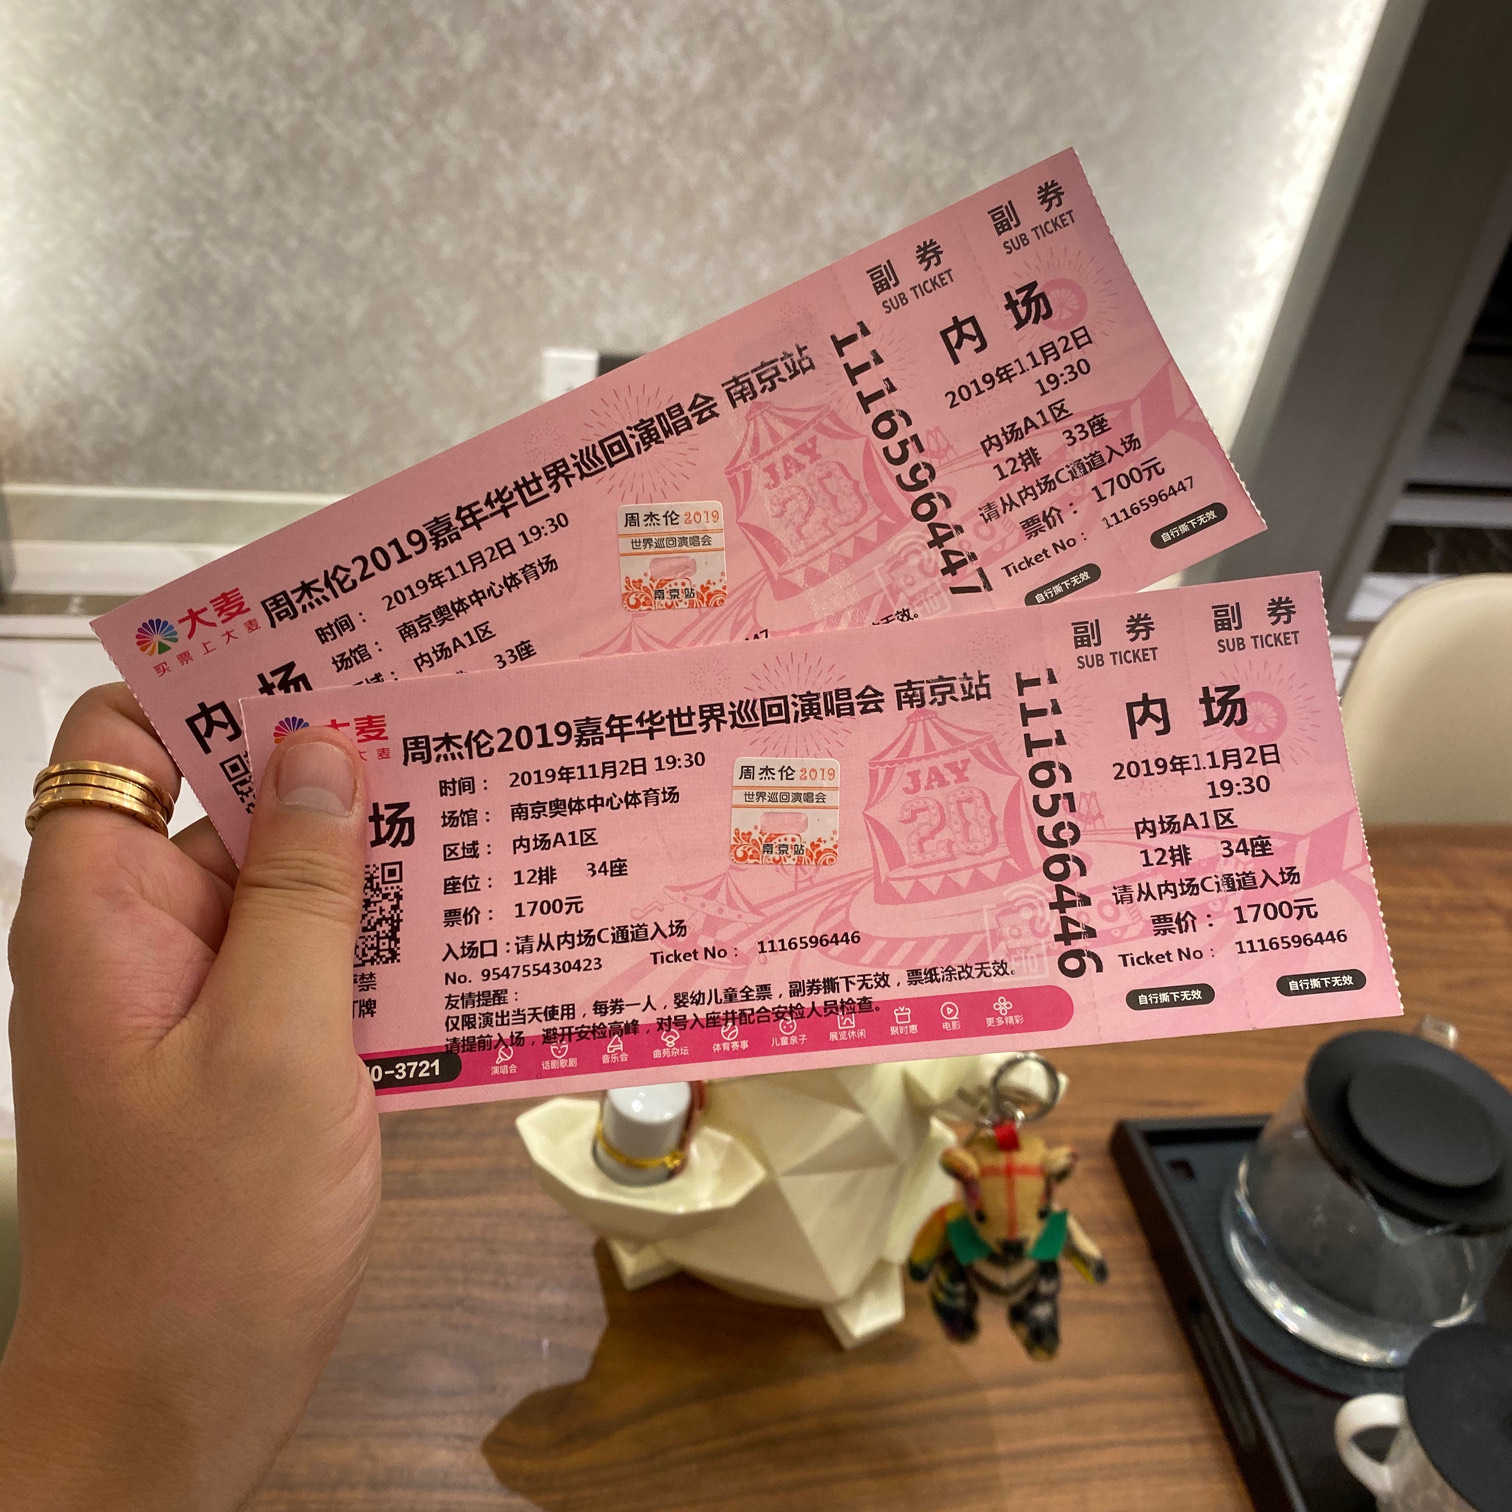 副 券
SUB TICKET
副 券
SUB TICKET
内 场
2019年11月2日
19:30
内场A1区
12排 33座
请从内场C通道入场
票价： 1700元
Ticket No： 1116596447
自行撕下无效
自行撕下无效
1116596447
大麦
买票上大麦
周杰伦2019嘉年华世界巡回演唱会 南京站
时间： 2019年11月2日 19:30
场馆： 南京奥体中心体育场
内场A1区
33座
内 场
JAY
20
周杰伦2019
世界巡回演唱会
南京站
大麦
周杰伦2019嘉年华世界巡回演唱会 南京站
时间： 2019年11月2日 19:30
场馆： 南京奥体中心体育场
区域： 内场A1区
座位： 12排 34座
票价： 1700元
入场口：请从内场C通道入场
No. 954755430423 Ticket No： 1116596446
友情提醒：
仅限演出当天使用，每券一人，婴幼儿童全票，副券撕下无效，票纸涂改无效。
请提前入场，避开安检高峰，对号入座并配合安检人员检查。
演唱会 话剧歌剧 音乐会 曲苑杂坛 体育赛事 儿童亲子 展览休闲 聚时惠 电影 更多精彩
0-3721
场
JAY
20
周杰伦2019
世界巡回演唱会
南京站
1116596446
副 券
SUB TICKET
副 券
SUB TICKET
内 场
2019年11月2日
19:30
内场A1区
12排 34座
请从内场C通道入场
票价： 1700元
Ticket No： 1116596446
自行撕下无效
自行撕下无效